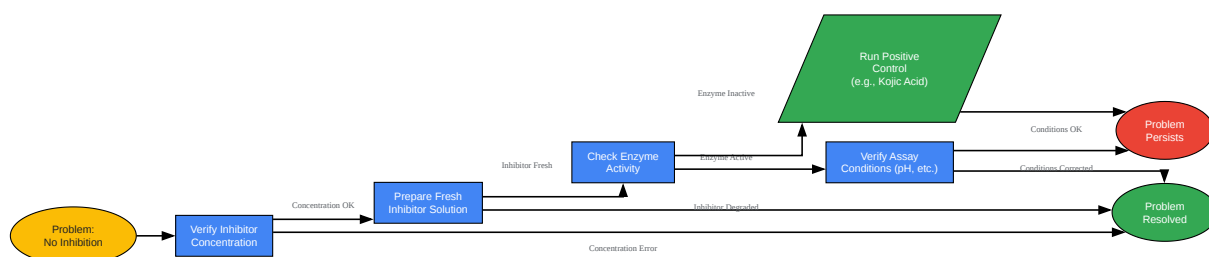 Run Positive
Control
(e.g., Kojic Acid)
Enzyme Inactive
Problem
Persists
Conditions OK
Check Enzyme
Activity
Enzyme Active
Verify Assay
Conditions (pH, etc.)
Inhibitor Fresh
Conditions Corrected
Prepare Fresh
Inhibitor Solution
Concentration OK
Inhibitor Degraded
Problem
Resolved
Problem:
No Inhibition
Verify Inhibitor
Concentration
Concentration Error